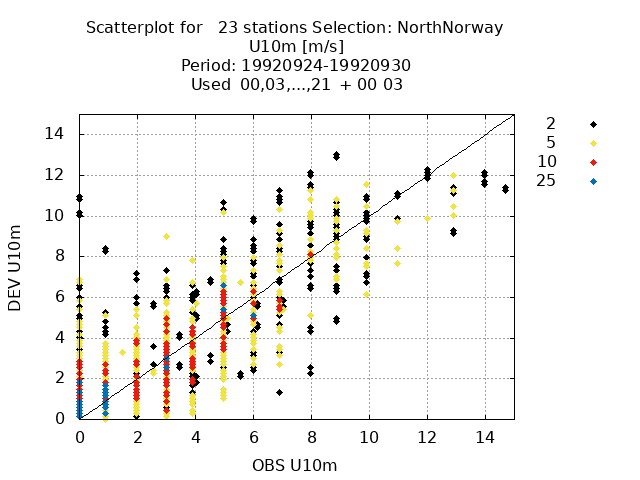 Scatterplot for   23 stations Selection: NorthNorway
U10m [m/s]
Period: 19920924-19920930
Used  00,03,...,21  + 00 03
2
5
10
25
DEV U10m
14
12
10
8
6
4
2
0
0 2 4 6 8 10 12 14
OBS U10m